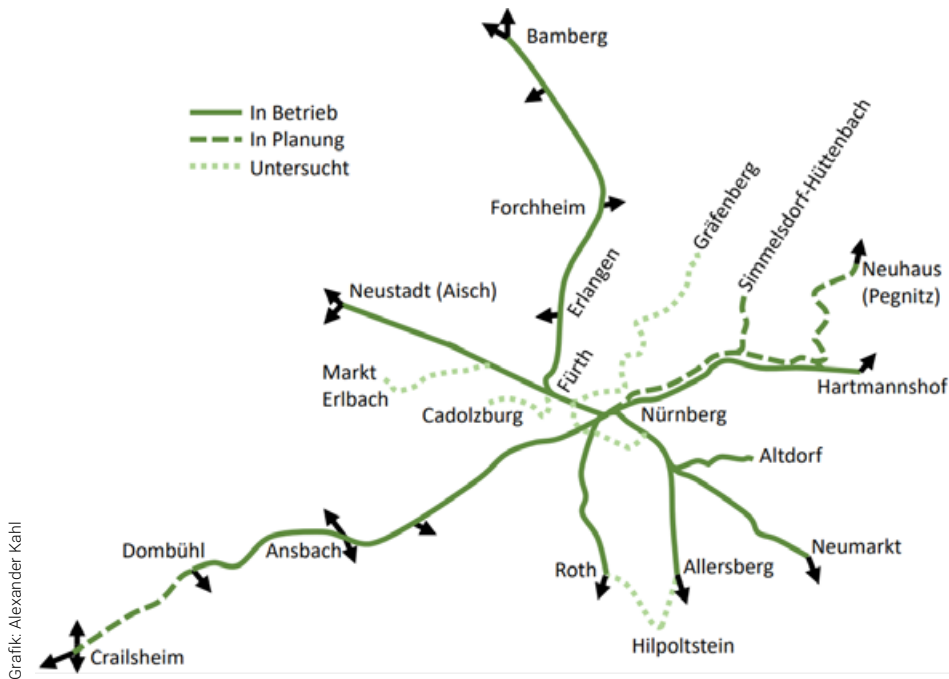 Bamberg
In Betrieb
In Planung
Untersucht
Forchheim
Gräfenberg
Simmelsdorf-Hüttenbach
Erlangen
Neuhaus
(Pegnitz)
Neustadt (Aisch)
Fürth
Markt
Erlbach
Hartmannshof
Cadolzburg
Nürnberg
Altdorf
Dombühl
Ansbach
Neumarkt
Roth
Allersberg
Hilpoltstein
Crailsheim
Grafik: Alexander Kahl